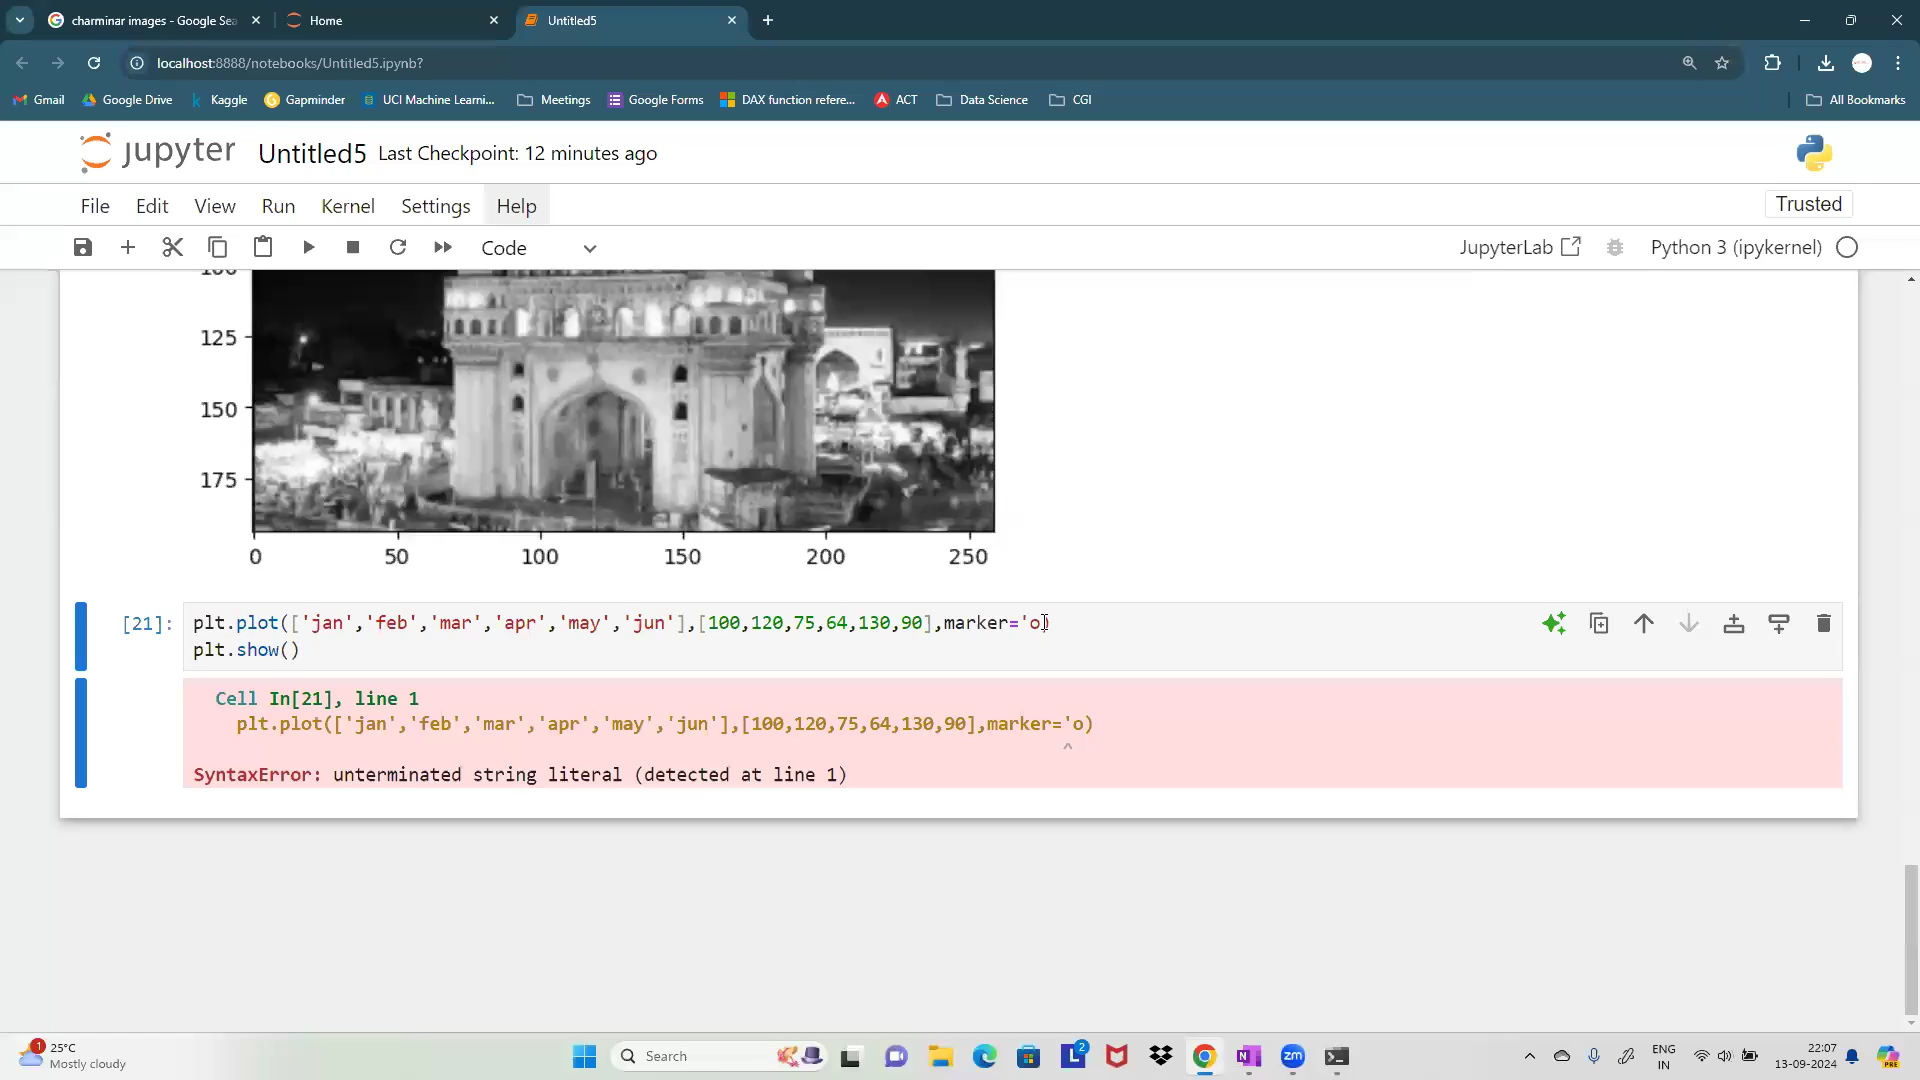 charminar images - Google Sea
Home
Untitled5
localhost:8888/notebooks/Untitled5.ipynb?
Gmail
Google Drive
Kaggle
Gapminder
UCI Machine Learni...
Meetings
Google Forms
DAX function refere...
ACT
Data Science
CGI
All Bookmarks
jupyter Untitled5 Last Checkpoint: 12 minutes ago
File Edit View Run Kernel Settings Help
Trusted
Code
JupyterLab
Python 3 (ipykernel)
100
125
150
175
0 50 100 150 200 250
[21]:
plt.plot(['jan','feb','mar','apr','may','jun'],[100,120,75,64,130,90],marker='o)
plt.show()
Cell In[21], line 1
plt.plot(['jan','feb','mar','apr','may','jun'],[100,120,75,64,130,90],marker='o)
^
SyntaxError: unterminated string literal (detected at line 1)
1
25°C
Mostly cloudy
Search
2
zm
PRE
ENG
IN
22:07
13-09-2024